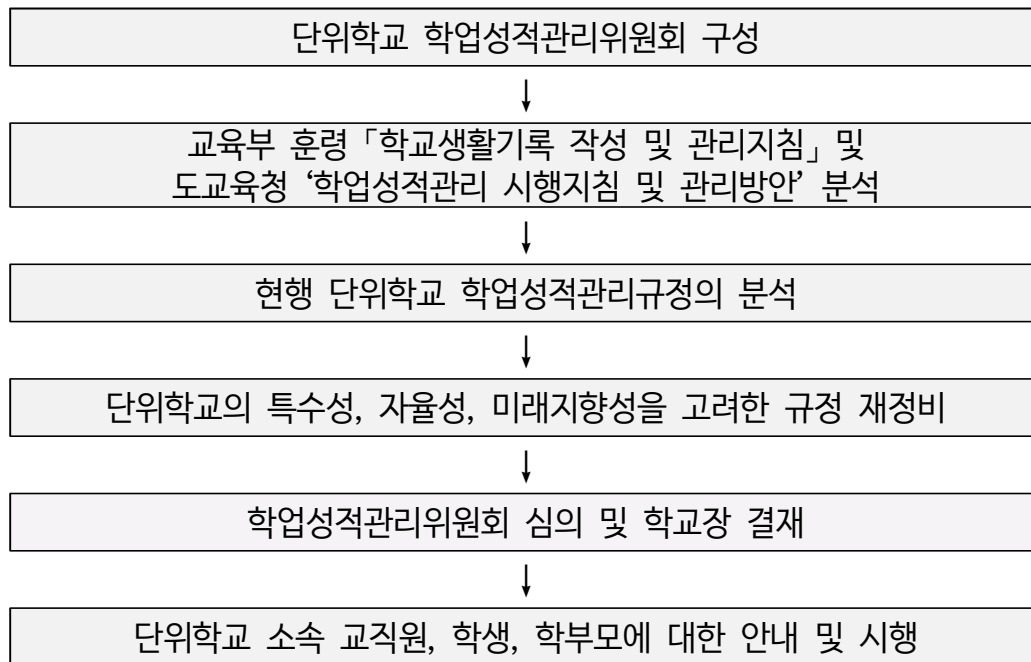 단위학교 학업성적관리위원회 구성
교육부 훈령 「학교생활기록 작성 및 관리지침」 및
도교육청 ‘학업성적관리 시행지침 및 관리방안’ 분석
현행 단위학교 학업성적관리규정의 분석
단위학교의 특수성, 자율성, 미래지향성을 고려한 규정 재정비
학업성적관리위원회 심의 및 학교장 결재
단위학교 소속 교직원, 학생, 학부모에 대한 안내 및 시행